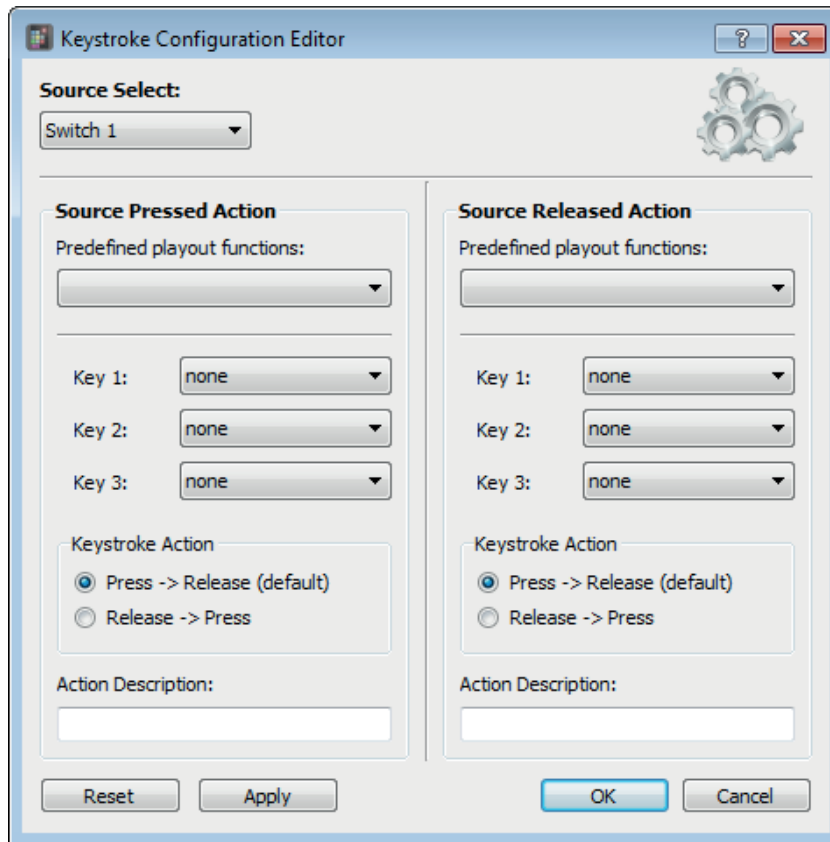 Keystroke Configuration Editor
?
Source Select:
Switch 1
Source Pressed Action
Predefined playout functions:
Key 1:
none
Key 2:
none
Key 3:
none
Keystroke Action
Press -> Release (default)
Release -> Press
Action Description:
Source Released Action
Predefined playout functions:
Key 1:
none
Key 2:
none
Key 3:
none
Keystroke Action
Press -> Release (default)
Release -> Press
Action Description:
Reset
Apply
OK
Cancel